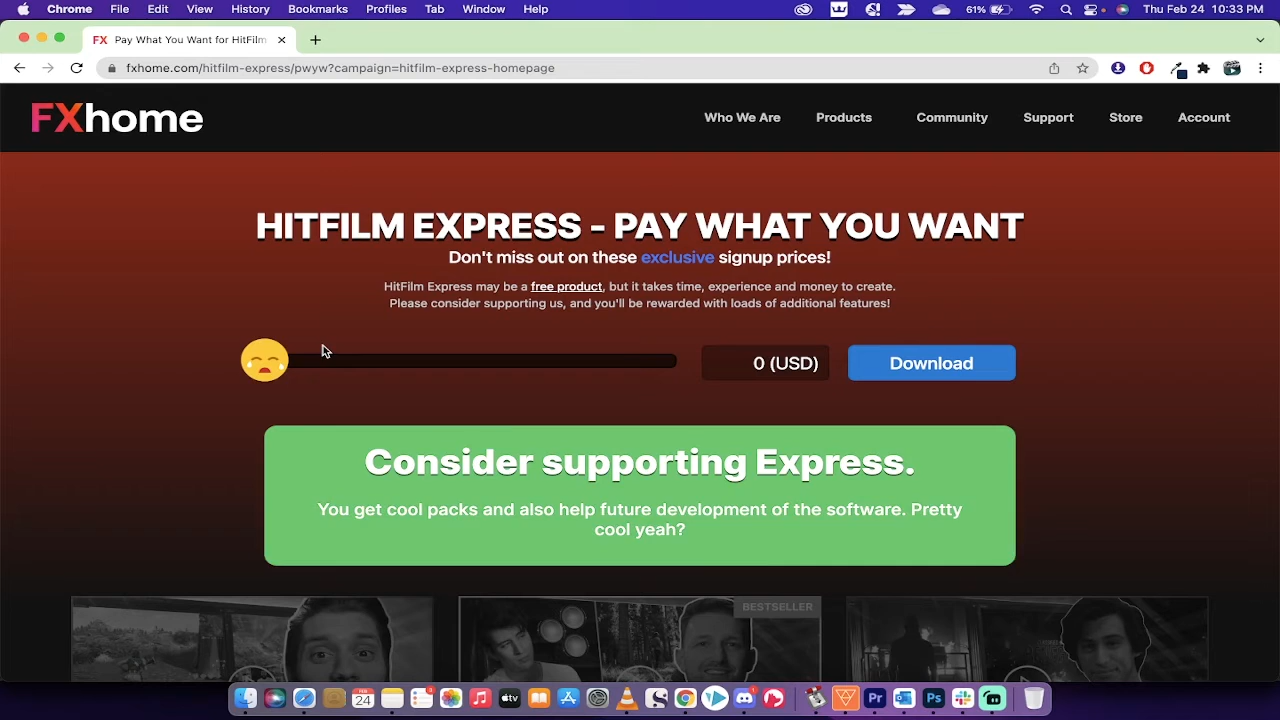 Chrome File Edit View History Bookmarks Profiles Tab Window Help 61% Thu Feb 24 10:33 PM
FX Pay What You Want for HitFilm
fxhome.com/hitfilm-express/pwyw?campaign=hitfilm-express-homepage
FXhome Who We Are Products Community Support Store Account
HITFILM EXPRESS - PAY WHAT YOU WANT
Don't miss out on these exclusive signup prices!
HitFilm Express may be a free product, but it takes time, experience and money to create.
Please consider supporting us, and you'll be rewarded with loads of additional features!
0 (USD) Download
Consider supporting Express.
You get cool packs and also help future development of the software. Pretty
cool yeah?
BESTSELLER
FEB
24 tv Pr Ps